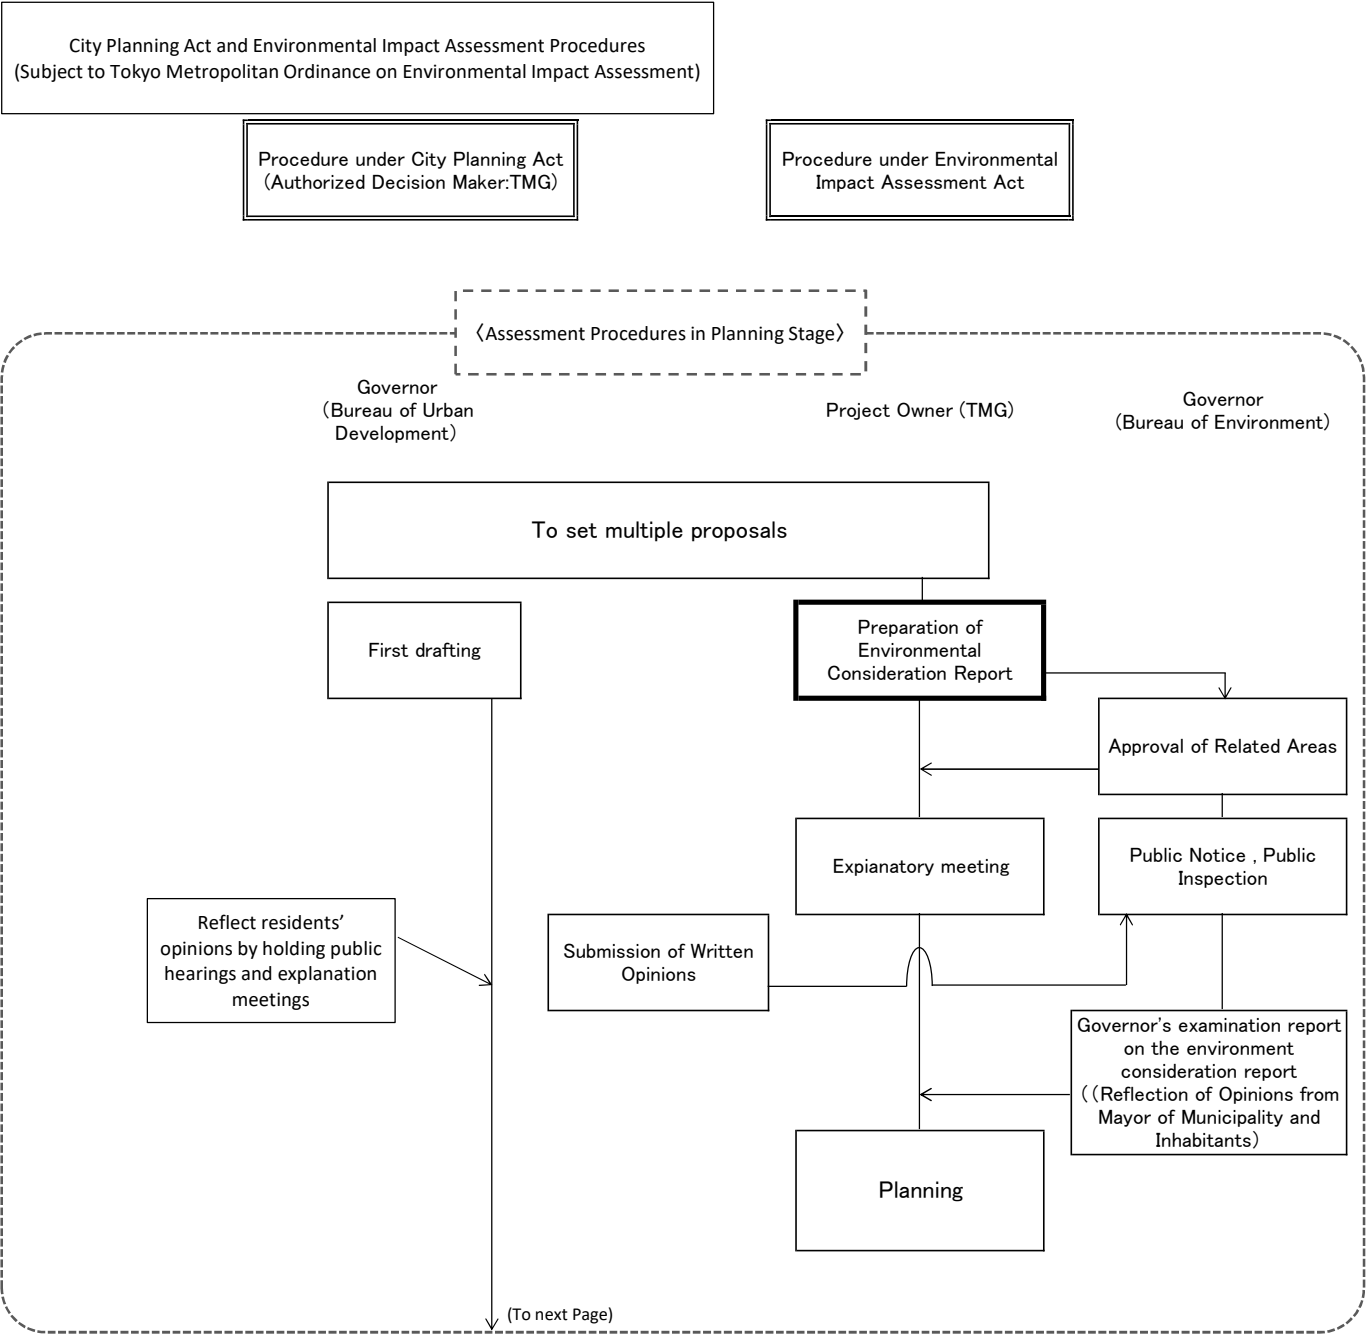 City Planning Act and Environmental Impact Assessment Procedures
(Subject to Tokyo Metropolitan Ordinance on Environmental Impact Assessment)
Procedure under City Planning Act
(Authorized Decision Maker:TMG)
Procedure under Environmental
Impact Assessment Act
〈Assessment Procedures in Planning Stage〉
Governor
(Bureau of Urban
Development)
Project Owner (TMG)
Governor
(Bureau of Environment)
To set multiple proposals
First drafting
Preparation of
Environmental
Consideration Report
Approval of Related Areas
Expianatory meeting
Public Notice , Public
Inspection
Reflect residents’
opinions by holding public
hearings and explanation
meetings
Submission of Written
Opinions
Governor’s examination report
on the environment
consideration report
((Reflection of Opinions from
Mayor of Municipality and
Inhabitants)
Planning
(To next Page)